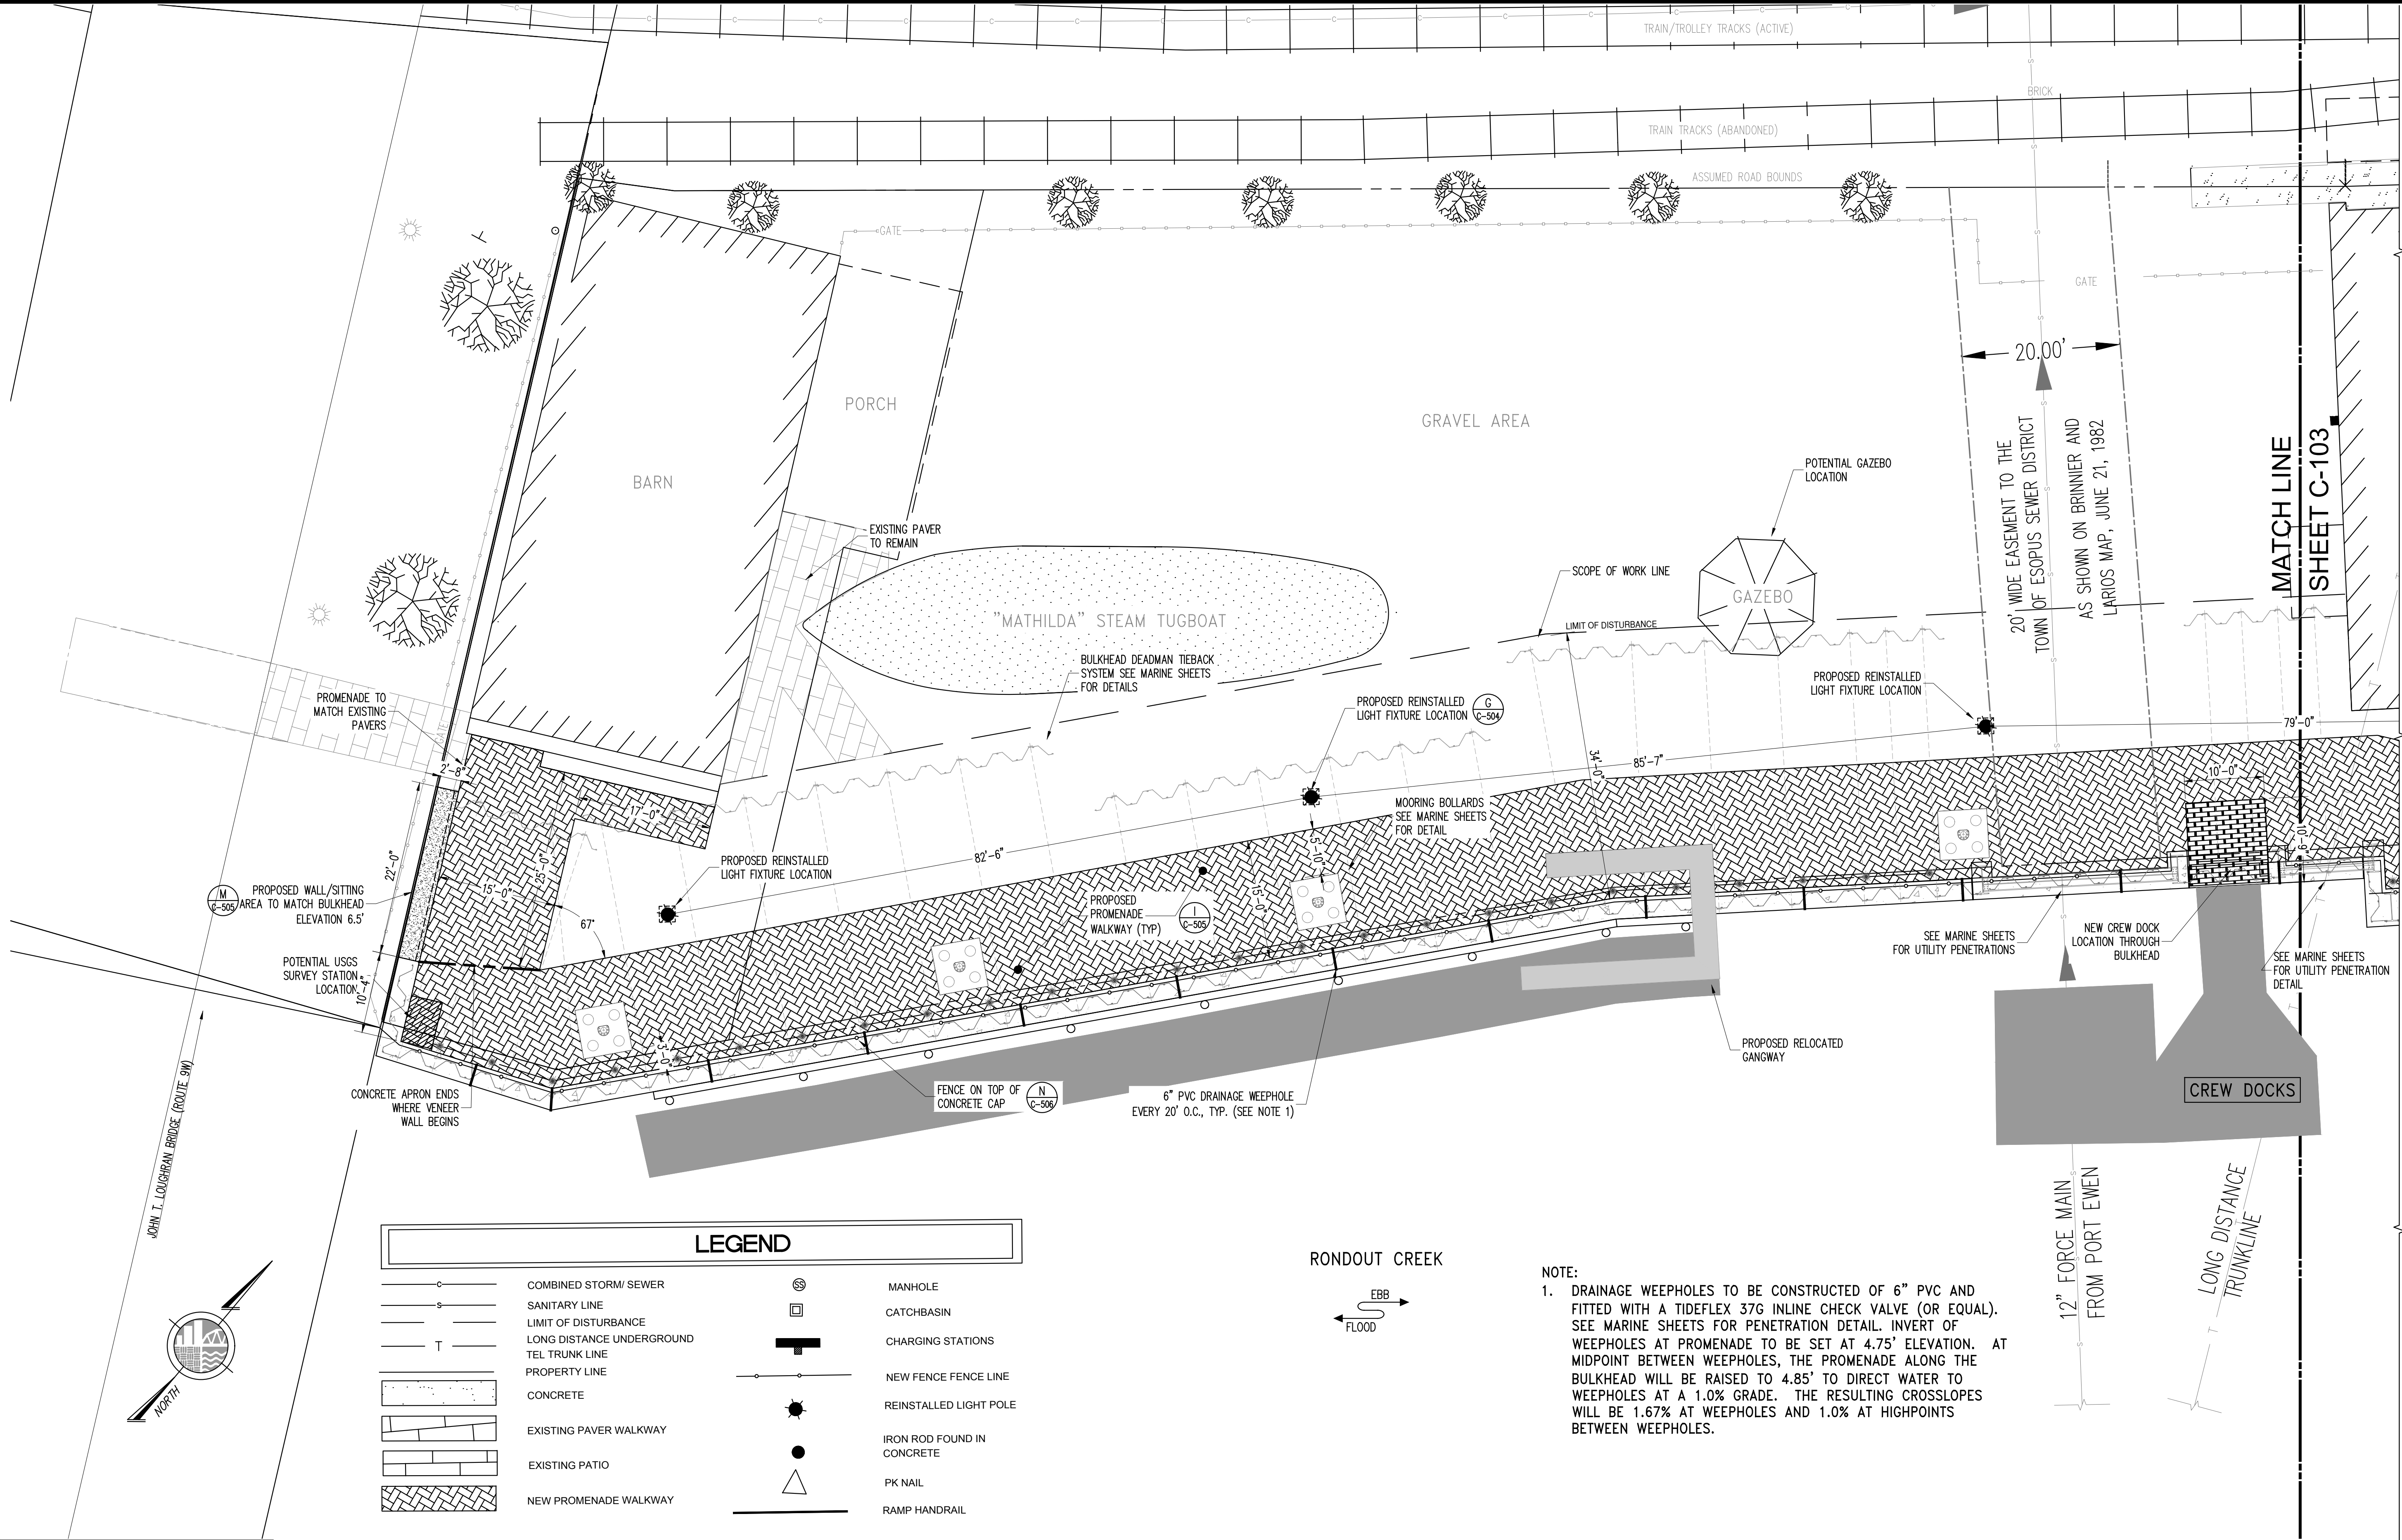 TRAIN/TROLLEY TRACKS (ACTIVE)
BRICK
TRAIN TRACKS (ABANDONED)
ASSUMED ROAD BOUNDS
GATE
GATE
20.00'
PORCH
GRAVEL AREA
BARN
POTENTIAL GAZEBO
LOCATION
20' WIDE EASEMENT TO THE
TOWN OF ESOPUS SEWER DISTRICT
AS SHOWN ON BRINNIER AND
LARIOS MAP, JUNE 21, 1982
MATCH LINE
SHEET C-103
EXISTING PAVER
TO REMAIN
SCOPE OF WORK LINE
GAZEBO
"MATHILDA" STEAM TUGBOAT
LIMIT OF DISTURBANCE
BULKHEAD DEADMAN TIEBACK
SYSTEM SEE MARINE SHEETS
FOR DETAILS
PROPOSED REINSTALLED
LIGHT FIXTURE LOCATION
G
C-504
PROPOSED REINSTALLED
LIGHT FIXTURE LOCATION
PROMENADE TO
MATCH EXISTING
PAVERS
GATE
2'-8"
79'-0"
85'-7"
34'-0"
10'-0"
10'-9"
17'-0"
MOORING BOLLARDS
SEE MARINE SHEETS
FOR DETAIL
5'-10"
82'-6"
PROPOSED REINSTALLED
LIGHT FIXTURE LOCATION
22'-0"
25'-0"
15'-0"
67°
15'-0"
M
C-505
PROPOSED WALL/SITTING
AREA TO MATCH BULKHEAD
ELEVATION 6.5'
PROPOSED
PROMENADE
WALKWAY (TYP)
I
C-505
POTENTIAL USGS
SURVEY STATION
LOCATION
10'-4"
SEE MARINE SHEETS
FOR UTILITY PENETRATIONS
NEW CREW DOCK
LOCATION THROUGH
BULKHEAD
SEE MARINE SHEETS
FOR UTILITY PENETRATION
DETAIL
3'-0"
PROPOSED RELOCATED
GANGWAY
CONCRETE APRON ENDS
WHERE VENEER
WALL BEGINS
FENCE ON TOP OF
CONCRETE CAP
N
C-506
6" PVC DRAINAGE WEEPHOLE
EVERY 20' O.C., TYP. (SEE NOTE 1)
CREW DOCKS
JOHN T. LOUGHRAN BRIDGE (ROUTE 9W)
12" FORCE MAIN
FROM PORT EWEN
LONG DISTANCE
TRUNKLINE
NORTH
LEGEND
C COMBINED STORM/ SEWER
S SANITARY LINE
LIMIT OF DISTURBANCE
T LONG DISTANCE UNDERGROUND
TEL TRUNK LINE
PROPERTY LINE
CONCRETE
EXISTING PAVER WALKWAY
EXISTING PATIO
NEW PROMENADE WALKWAY
SS MANHOLE
CATCHBASIN
CHARGING STATIONS
NEW FENCE FENCE LINE
REINSTALLED LIGHT POLE
IRON ROD FOUND IN
CONCRETE
PK NAIL
RAMP HANDRAIL
RONDOUT CREEK
EBB
FLOOD
NOTE:
1. DRAINAGE WEEPHOLES TO BE CONSTRUCTED OF 6" PVC AND
FITTED WITH A TIDEFLEX 37G INLINE CHECK VALVE (OR EQUAL).
SEE MARINE SHEETS FOR PENETRATION DETAIL. INVERT OF
WEEPHOLES AT PROMENADE TO BE SET AT 4.75' ELEVATION. AT
MIDPOINT BETWEEN WEEPHOLES, THE PROMENADE ALONG THE
BULKHEAD WILL BE RAISED TO 4.85' TO DIRECT WATER TO
WEEPHOLES AT A 1.0% GRADE. THE RESULTING CROSSLOPES
WILL BE 1.67% AT WEEPHOLES AND 1.0% AT HIGHPOINTS
BETWEEN WEEPHOLES.